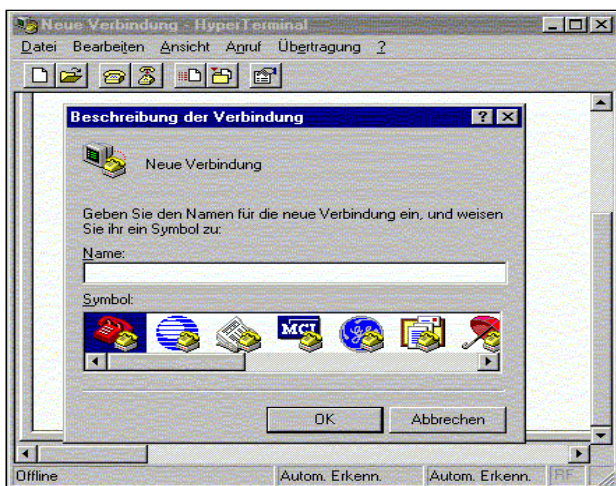 Neue Verbindung - HyperTerminal
Datei Bearbeiten Ansicht Anruf Übertragung ?
Beschreibung der Verbindung
Neue Verbindung
Geben Sie den Namen für die neue Verbindung ein, und weisen
Sie ihr ein Symbol zu:
Name:
Symbol:
MCI
OK Abbrechen
Offline Autom. Erkenn. Autom. Erkenn. RF